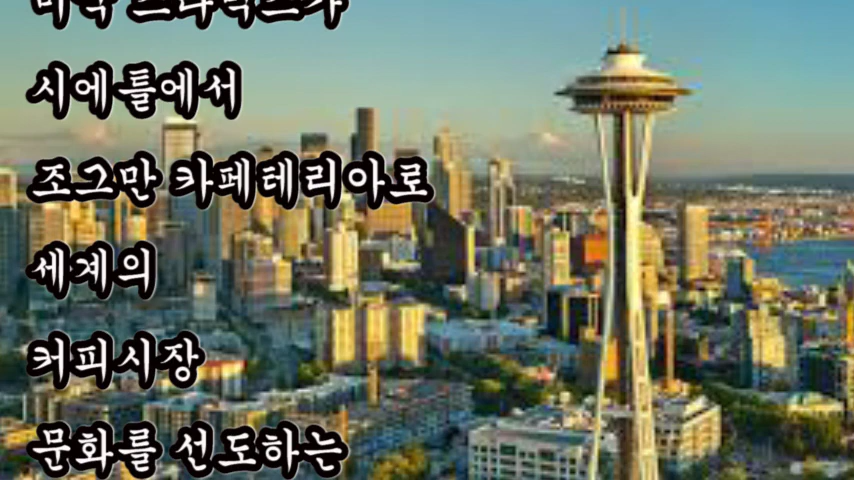 시에틀에서
조그만 카페테리아로
세계의
커피시장
문화를 선도하는